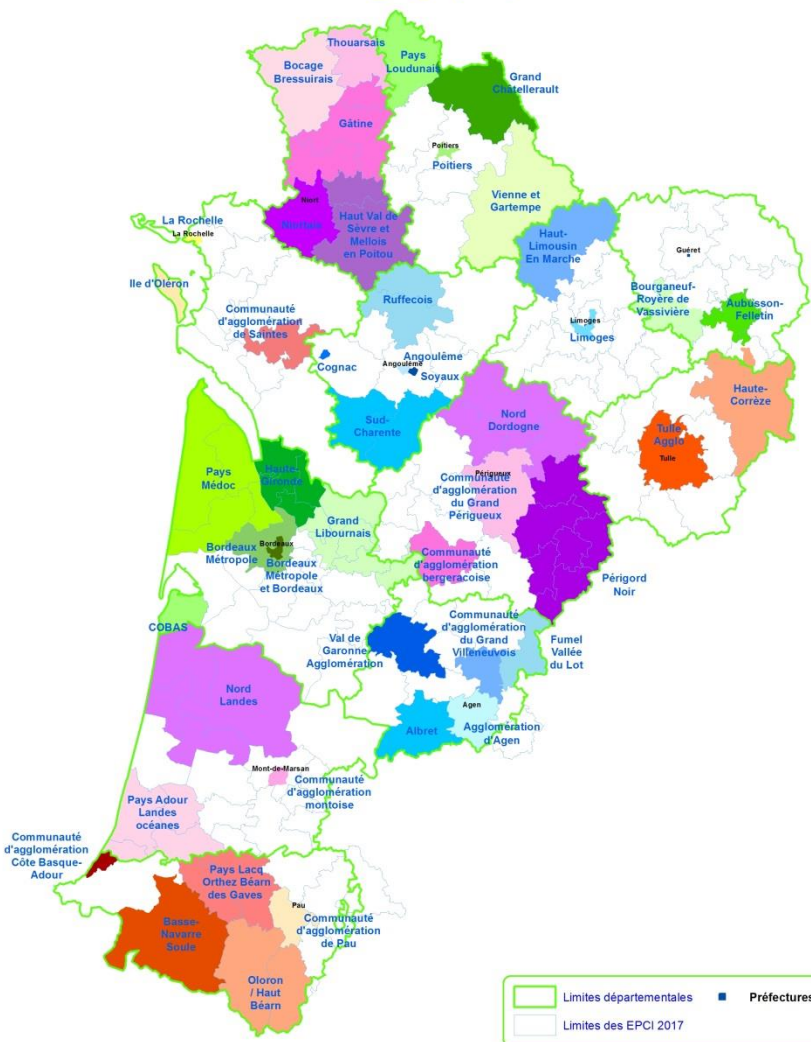 Thouarsais
Bocage
Bressuirais
Pays
Loudunais
Grand
Châtellerault
Gâtine
Poitiers
Poitiers
Vienne et
Gartempe
Niort
Niortais
Haut Val de
Sèvre et
Mellois
en Poitou
La Rochelle
La Rochelle
Haut-
Limousin
En Marche
Guéret
Ile d'Oléron
Ruffecois
Bourganeuf-
Royère de
Vassivière
Aubusson-
Felletin
Communauté
d'agglomération
de Saintes
Limoges
Limoges
Cognac
Angoulême
Angoulême
Soyaux
Haute-
Corrèze
Sud-
Charente
Nord
Dordogne
Tulle
Agglo
Tulle
Pays
Médoc
Haute-
Gironde
Périgueux
Communauté
d'agglomération
du Grand
Périgueux
Grand
Libournais
Bordeaux
Bordeaux
Métropole
Bordeaux
Métropole
et Bordeaux
Communauté
d'agglomération
bergeracoise
Périgord
Noir
COBAS
Val de
Garonne
Agglomération
Communauté
d'agglomération
du Grand
Villeneuvois
Fumel
Vallée
du Lot
Nord
Landes
Agen
Albret
Agglomération
d'Agen
Mont-de-Marsan
Communauté
d'agglomération
montoise
Pays Adour
Landes
océanes
Communauté
d'agglomération
Côte Basque-
Adour
Pays Lacq
Orthez Béarn
des Gaves
Pau
Communauté
d'agglomération
de Pau
Basse-
Navarre
Soule
Oloron
/ Haut
Béarn
Limites départementales
Préfectures
Limites des EPCI 2017